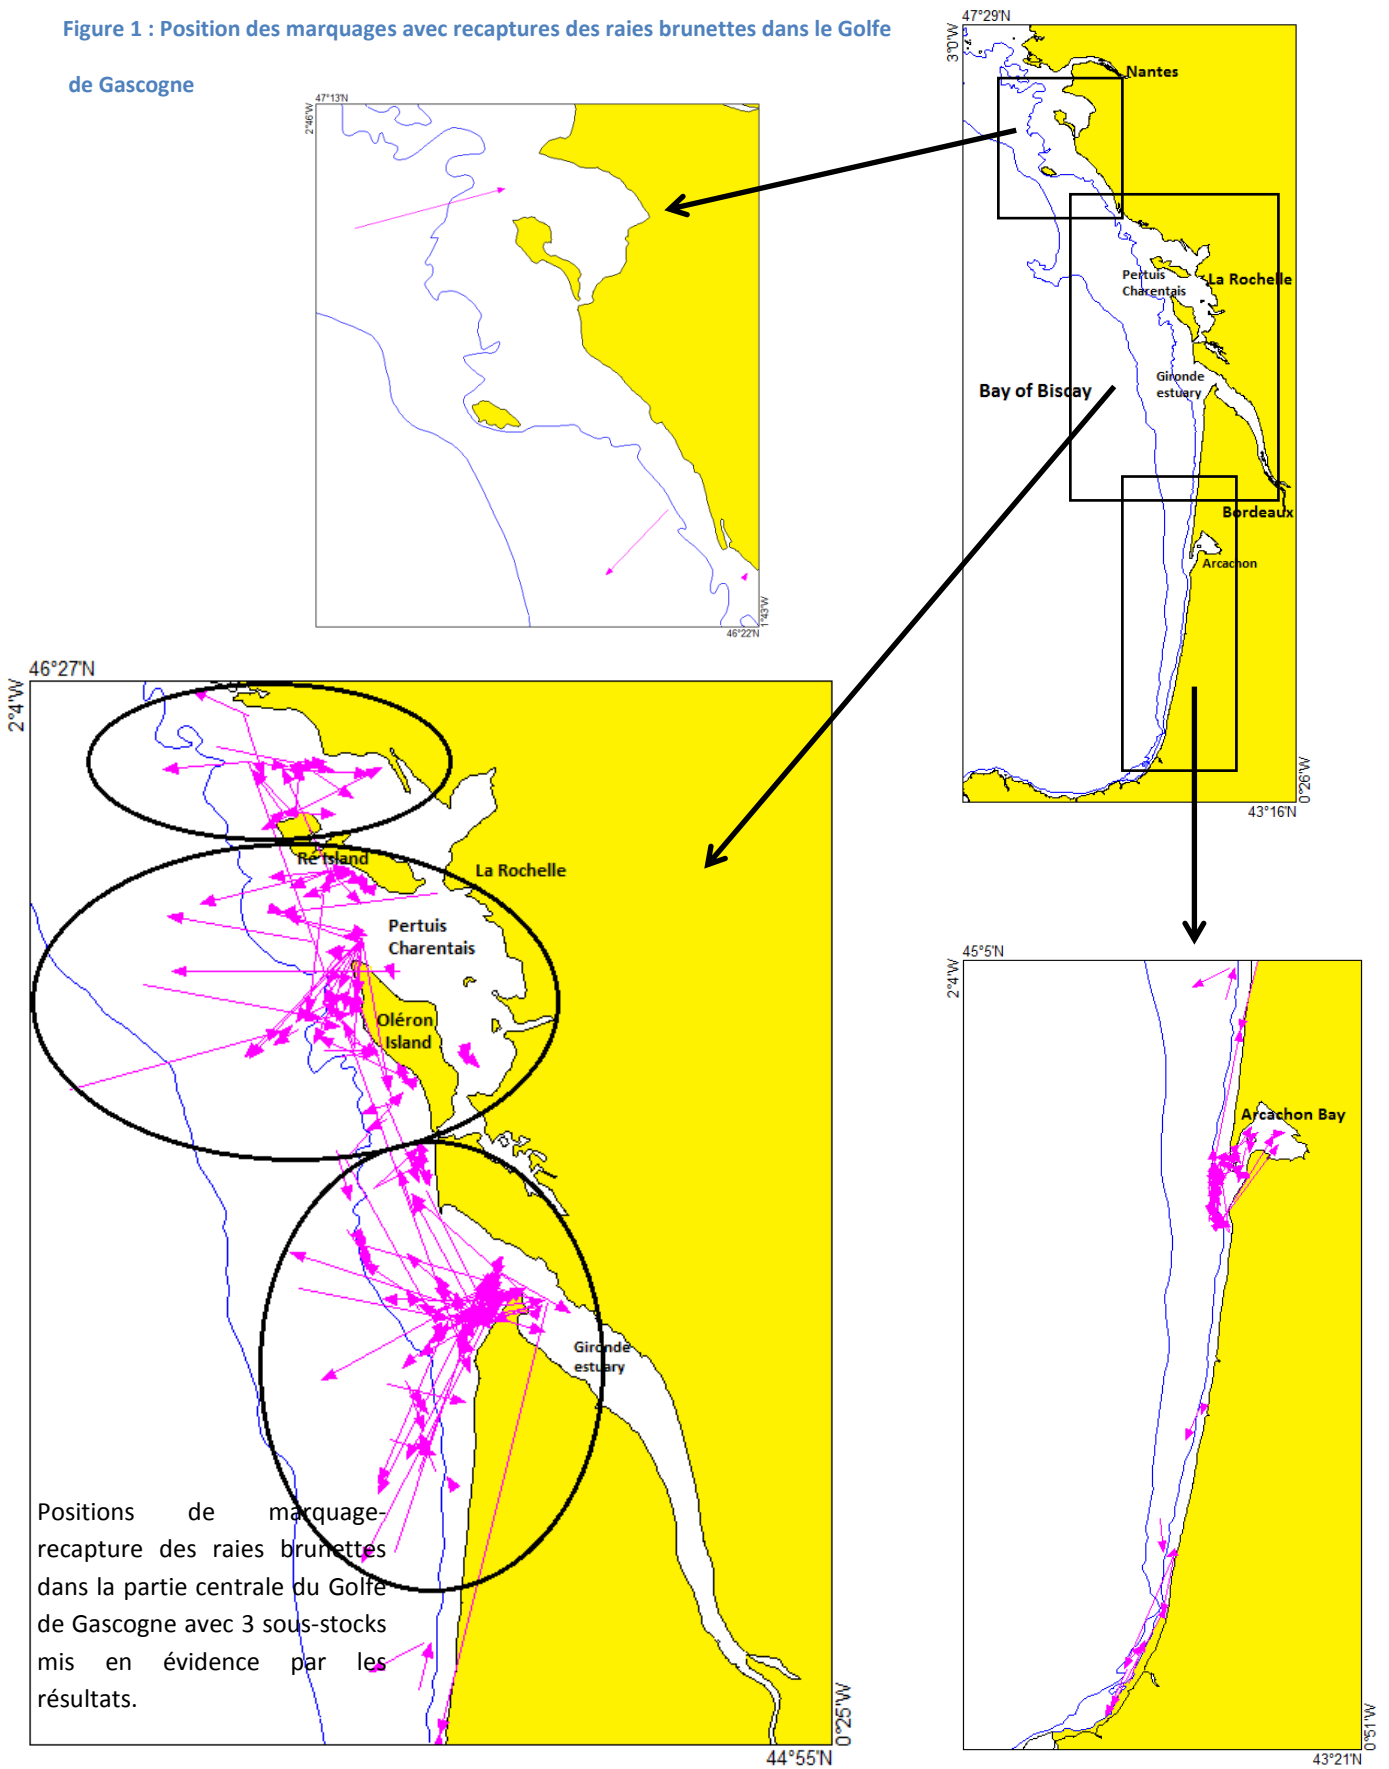 Figure 1 : Position des marquages avec recaptures des raies brunettes dans le Golfe
de Gascogne
47°13'N
2°46'W
1°43'W
46°22'N
47°29'N
3°0'W
Nantes
La Rochelle
Pertuis
Charentais
Gironde
estuary
Bay of Biscay
Bordeaux
Arcachon
0°26'W
43°16'N
46°27'N
2°4'W
Ré Island
La Rochelle
Pertuis
Charentais
Oléron
Island
Gironde
estuary
Positions de marquage-
recapture des raies brunettes
dans la partie centrale du Golfe
de Gascogne avec 3 sous-stocks
mis en évidence par les
résultats.
0°25'W
44°55'N
45°5'N
2°4'W
Arcachon Bay
0°51'W
43°21'N